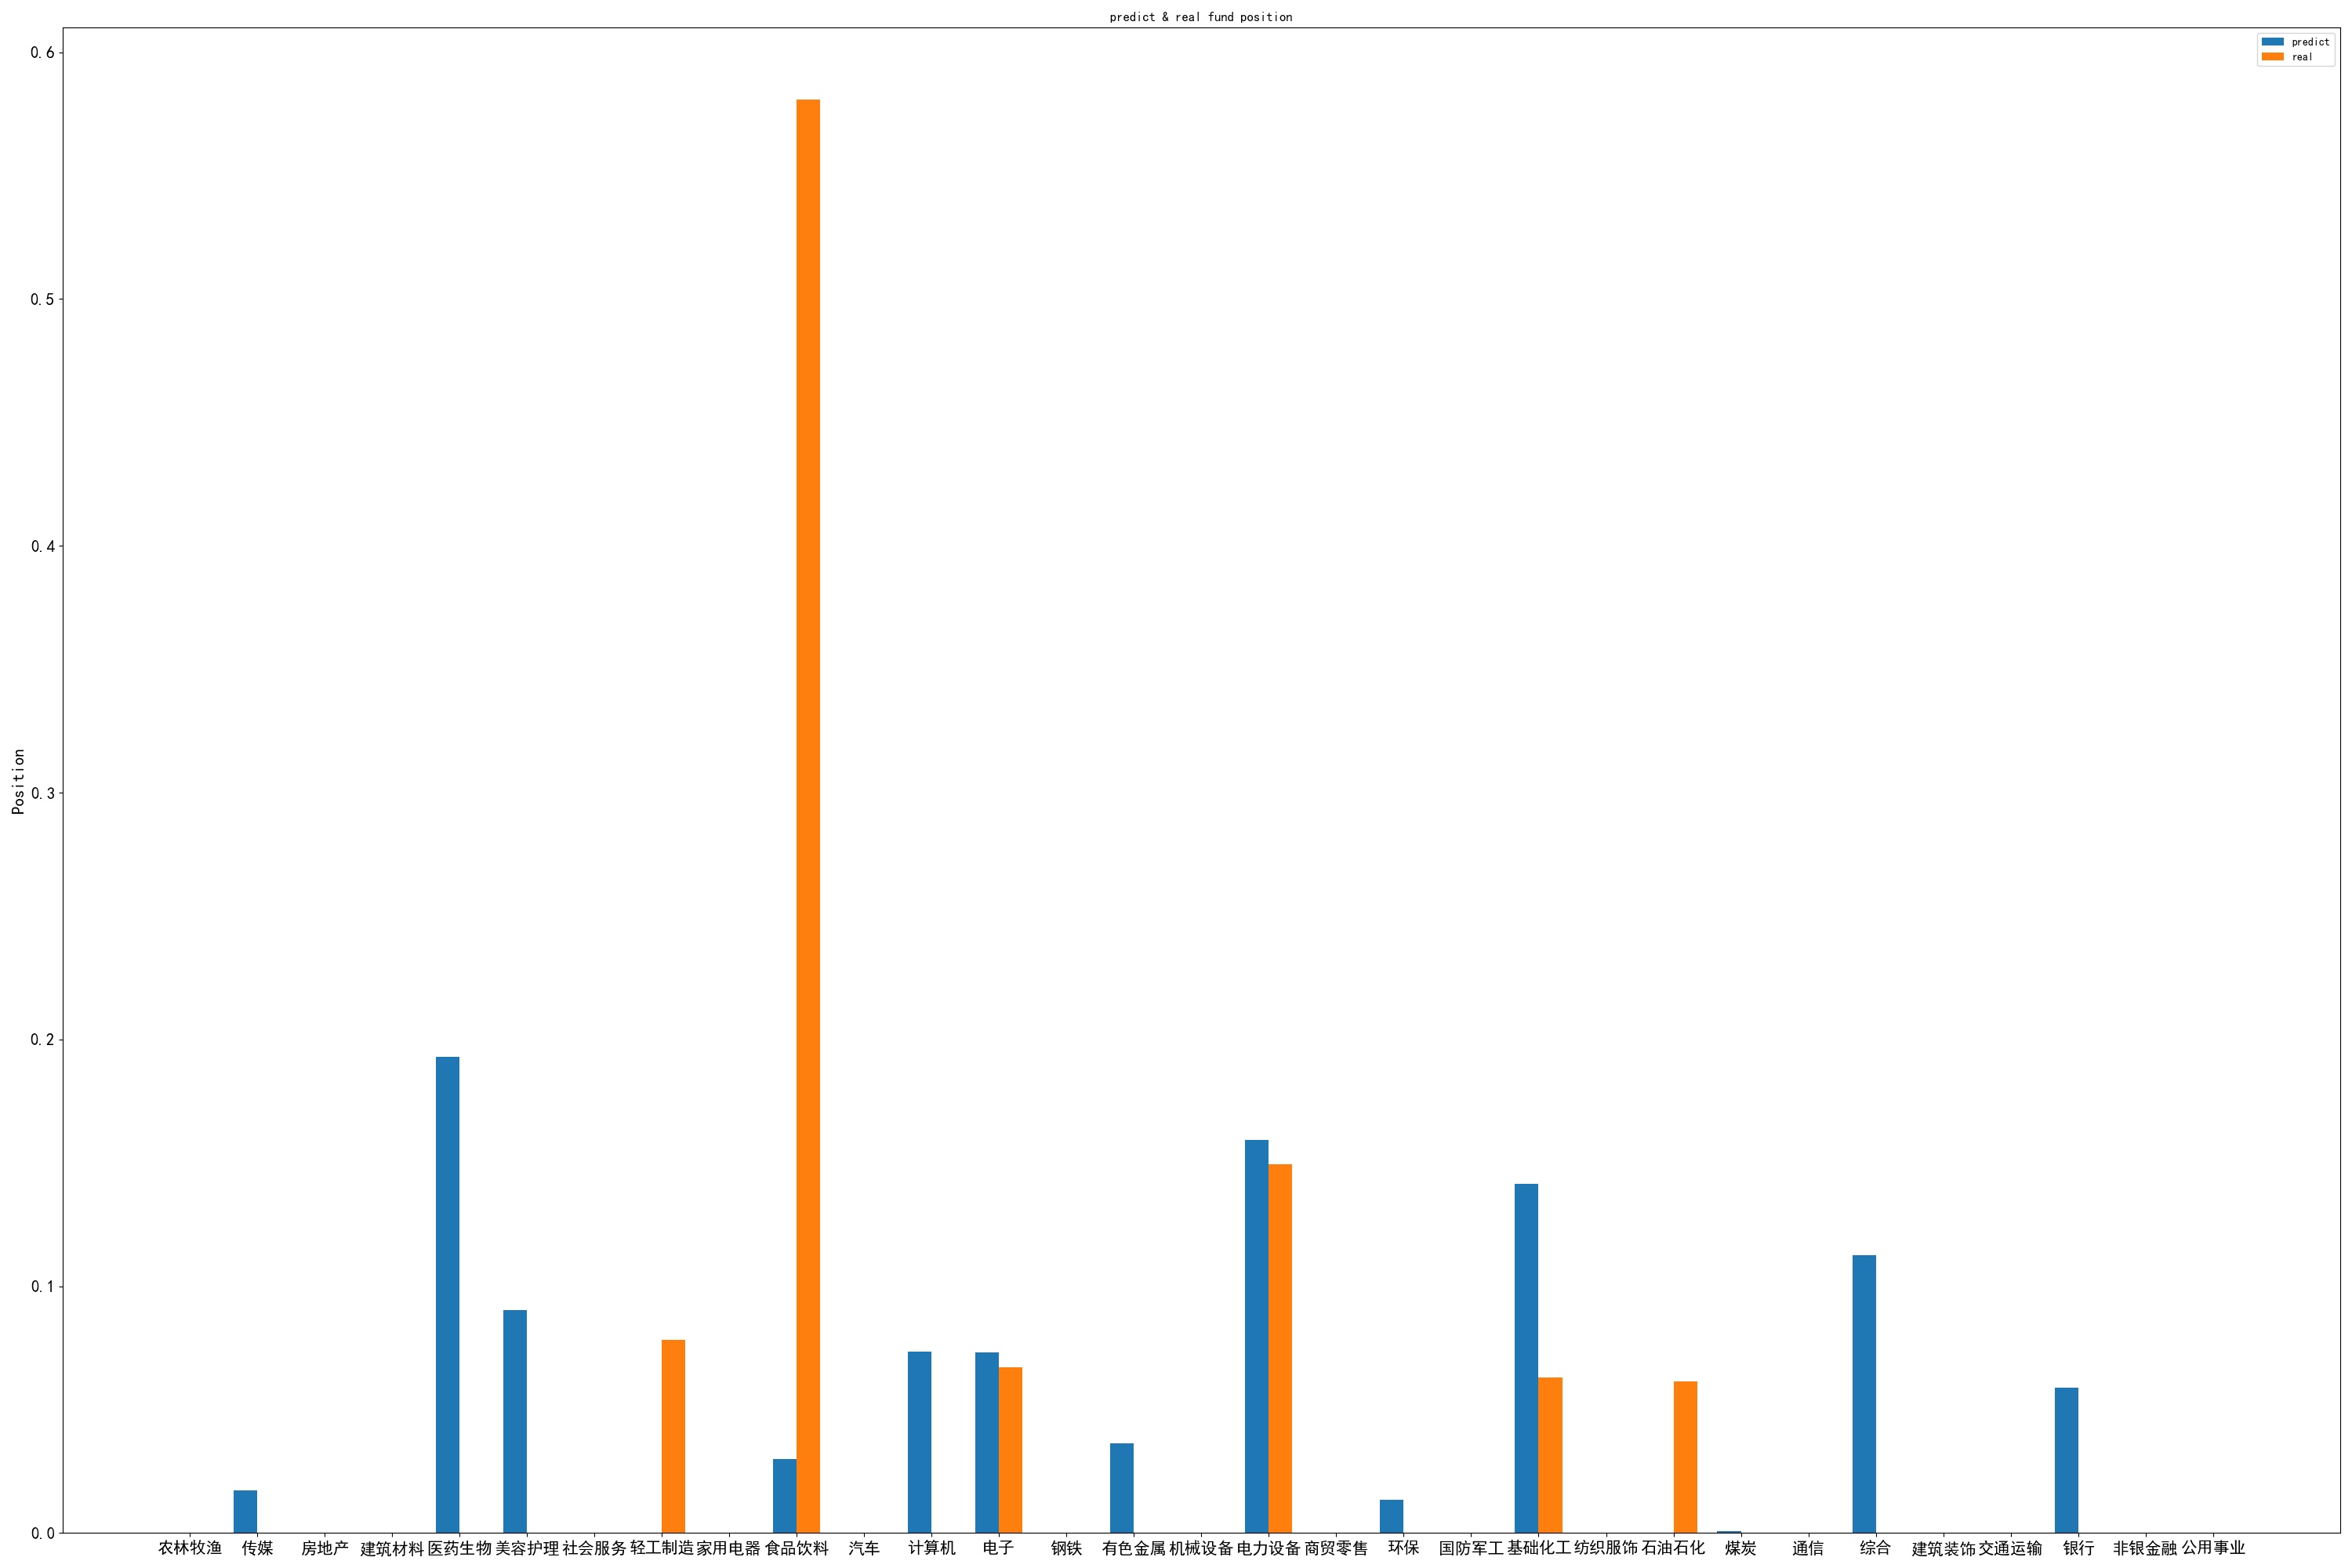 predict & real fund position
predict
real
0.6
0.5
0.4
0.3
0.2
0.1
0.0
Position
农林牧渔 传媒 房地产 建筑材料 医药生物 美容护理 社会服务 轻工制造 家用电器 食品饮料 汽车 计算机 电子 钢铁 有色金属 机械设备 电力设备 商贸零售 环保 国防军工 基础化工 纺织服饰 石油石化 煤炭 通信 综合 建筑装饰 交通运输 银行 非银金融 公用事业